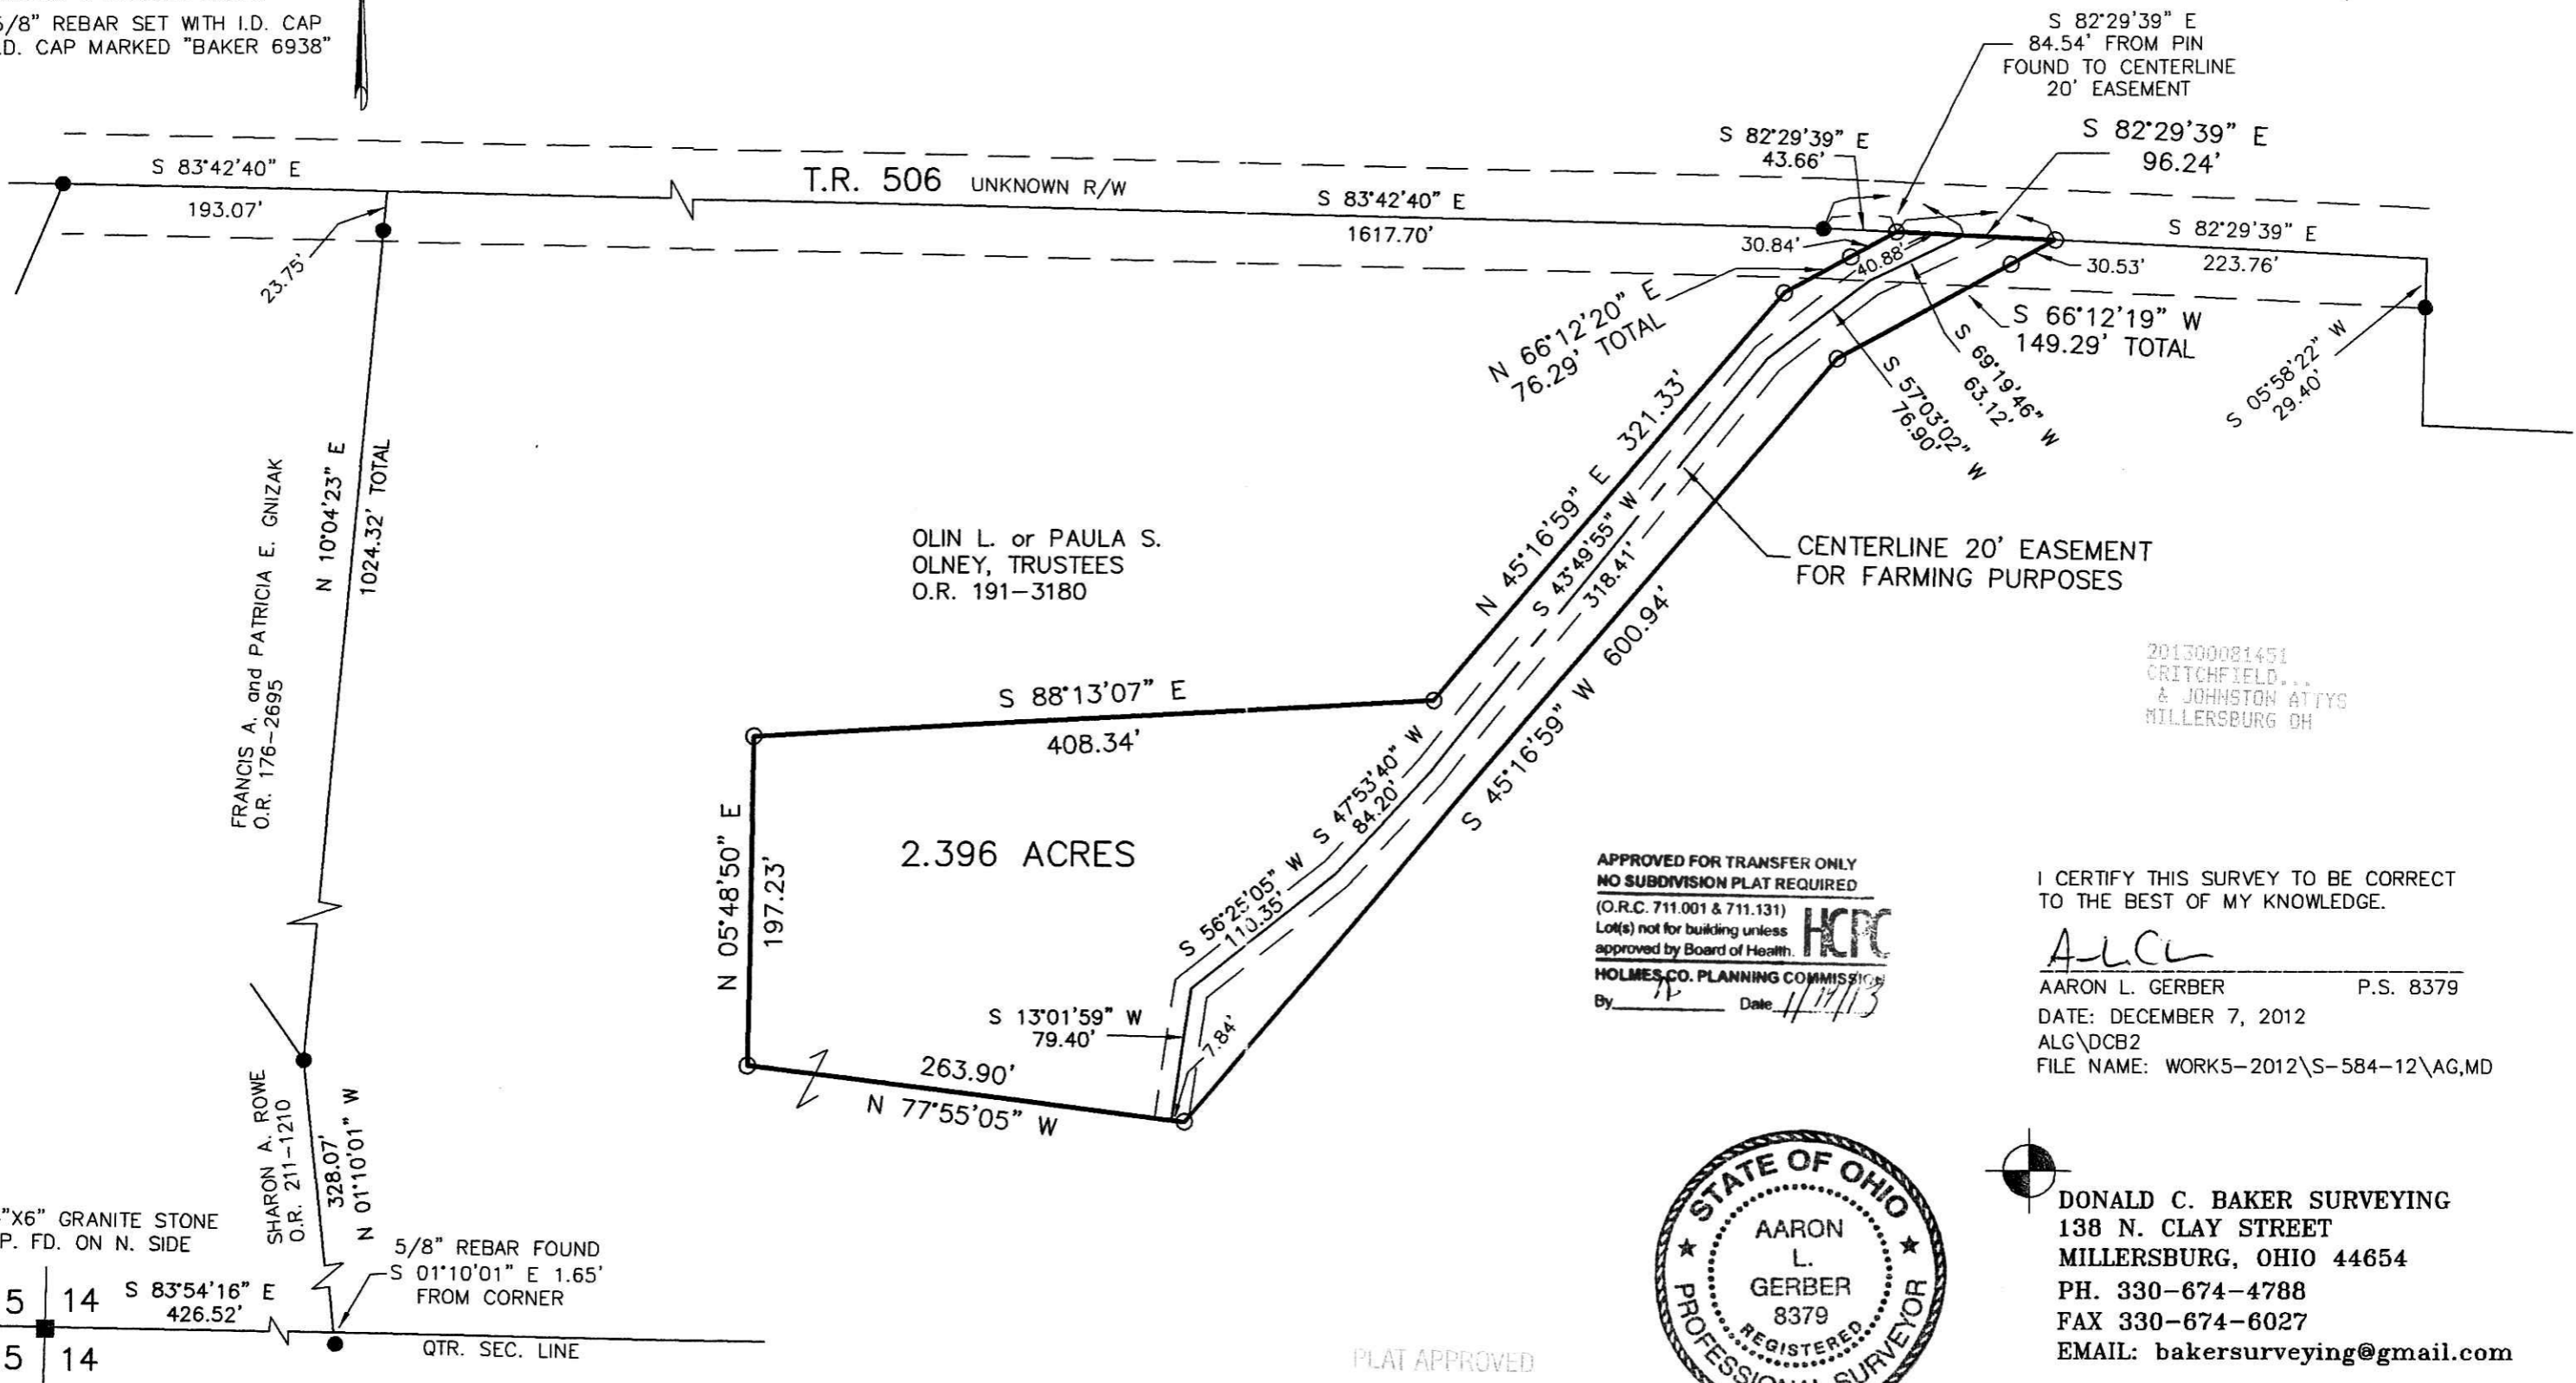 5/8" REBAR SET WITH I.D. CAP
I.D. CAP MARKED "BAKER 6938"
S 82°29'39" E
84.54' FROM PIN
FOUND TO CENTERLINE
20' EASEMENT
S 83°42'40" E
193.07'
23.75'
T.R. 506 UNKNOWN R/W
S 83°42'40" E
1617.70'
S 82°29'39" E
43.66'
S 82°29'39" E
96.24'
S 82°29'39" E
223.76'
30.84'
40.88'
30.53'
N 66°12'20" E
76.29' TOTAL
S 66°12'19" W
149.29' TOTAL
S 69°19'46" W
63.12'
S 57°03'02" W
76.90'
S 05°58'22" W
29.40'
N 45°16'59" E 321.33'
S 43°49'55" W
318.41'
S 45°16'59" W 600.94'
CENTERLINE 20' EASEMENT
FOR FARMING PURPOSES
FRANCIS A. and PATRICIA E. GNIZAK
O.R. 176-2695
N 10°04'23" E
1024.32' TOTAL
OLIN L. or PAULA S.
OLNEY, TRUSTEES
O.R. 191-3180
201300081451
CRITCHFIELD...
& JOHNSTON ATTYS
MILLERSBURG OH
S 88°13'07" E
408.34'
N 05°48'50" E
197.23'
2.396 ACRES
S 47°53'40" W
84.20'
S 56°25'05" W
110.35'
S 13°01'59" W
79.40'
7.84'
263.90'
N 77°55'05" W
APPROVED FOR TRANSFER ONLY
NO SUBDIVISION PLAT REQUIRED
(O.R.C. 711.001 & 711.131)
Lot(s) not for building unless
approved by Board of Health.
HCPC
HOLMES CO. PLANNING COMMISSION
By Date
I CERTIFY THIS SURVEY TO BE CORRECT
TO THE BEST OF MY KNOWLEDGE.
AARON L. GERBER P.S. 8379
DATE: DECEMBER 7, 2012
ALG\DCB2
FILE NAME: WORK5-2012\S-584-12\AG,MD
SHARON A. ROWE
O.R. 211-1210
328.07'
N 01°10'01" W
"X6" GRANITE STONE
P. FD. ON N. SIDE
5/8" REBAR FOUND
S 01°10'01" E 1.65'
FROM CORNER
5 14
S 83°54'16" E
426.52'
5 14
QTR. SEC. LINE
PLAT APPROVED
STATE OF OHIO
AARON
L.
GERBER
8379
REGISTERED
PROFESSIONAL SURVEYOR
DONALD C. BAKER SURVEYING
138 N. CLAY STREET
MILLERSBURG, OHIO 44654
PH. 330-674-4788
FAX 330-674-6027
EMAIL: bakersurveying@gmail.com